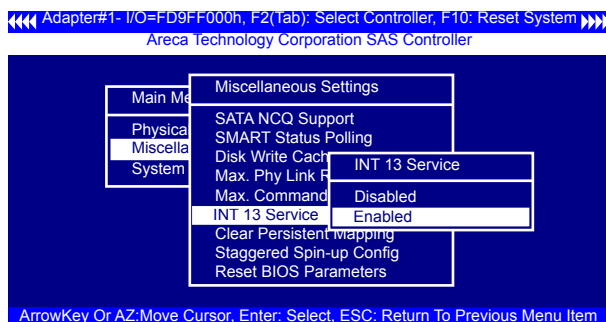 Adapter#1- I/O=FD9FF000h, F2(Tab): Select Controller, F10: Reset System
Areca Technology Corporation SAS Controller
Main Me
Physica
Miscella
System
Miscellaneous Settings
SATA NCQ Support
SMART Status Polling
Disk Write Cach
Max. Phy Link R
Max. Command
INT 13 Service
Clear Persistent Mapping
Staggered Spin-up Config
Reset BIOS Parameters
INT 13 Service
Disabled
Enabled
ArrowKey Or AZ:Move Cursor, Enter: Select, ESC: Return To Previous Menu Item